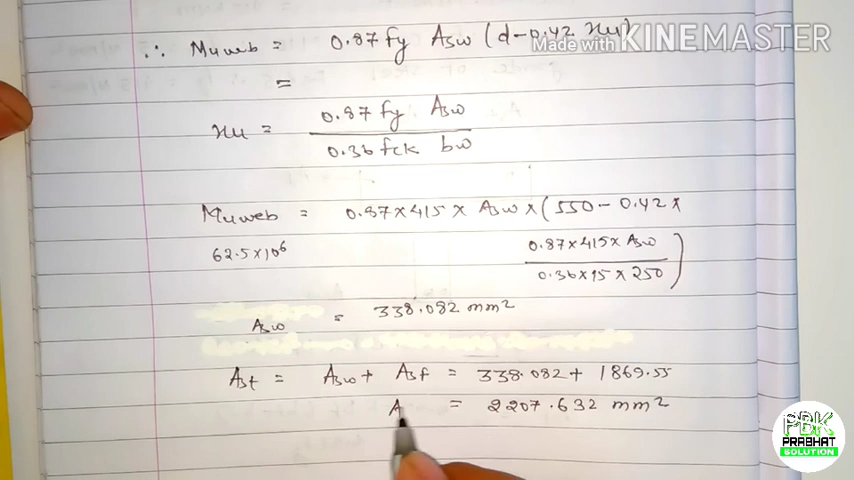 ∴ Muweb = 0.87fy Asw (d-0.42 xu)
Made with KINEMASTER
=
xu = 0.87 fy Asw
0.36 fck bw
Muweb = 0.87×415 × Asw × (550 - 0.42 ×
62.5×10⁶ 0.87×415× Asw )
0.36×15 × 250
Asw = 338.082 mm²
Ast = Asw + Asf = 338.082 + 1869.55
A = 2207.632 mm²
PBK
PRABHAT
SOLUTION